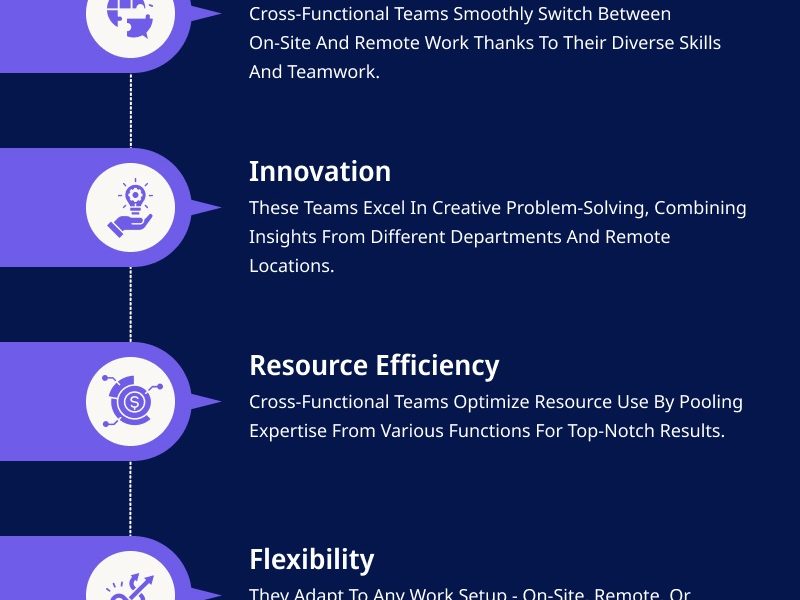 Cross-Functional Teams Smoothly Switch Between
On-Site And Remote Work Thanks To Their Diverse Skills
And Teamwork.
Innovation
These Teams Excel In Creative Problem-Solving, Combining
Insights From Different Departments And Remote
Locations.
Resource Efficiency
Cross-Functional Teams Optimize Resource Use By Pooling
Expertise From Various Functions For Top-Notch Results.
Flexibility
They Adapt To Any Work Setup - On-Site, Remote, Or